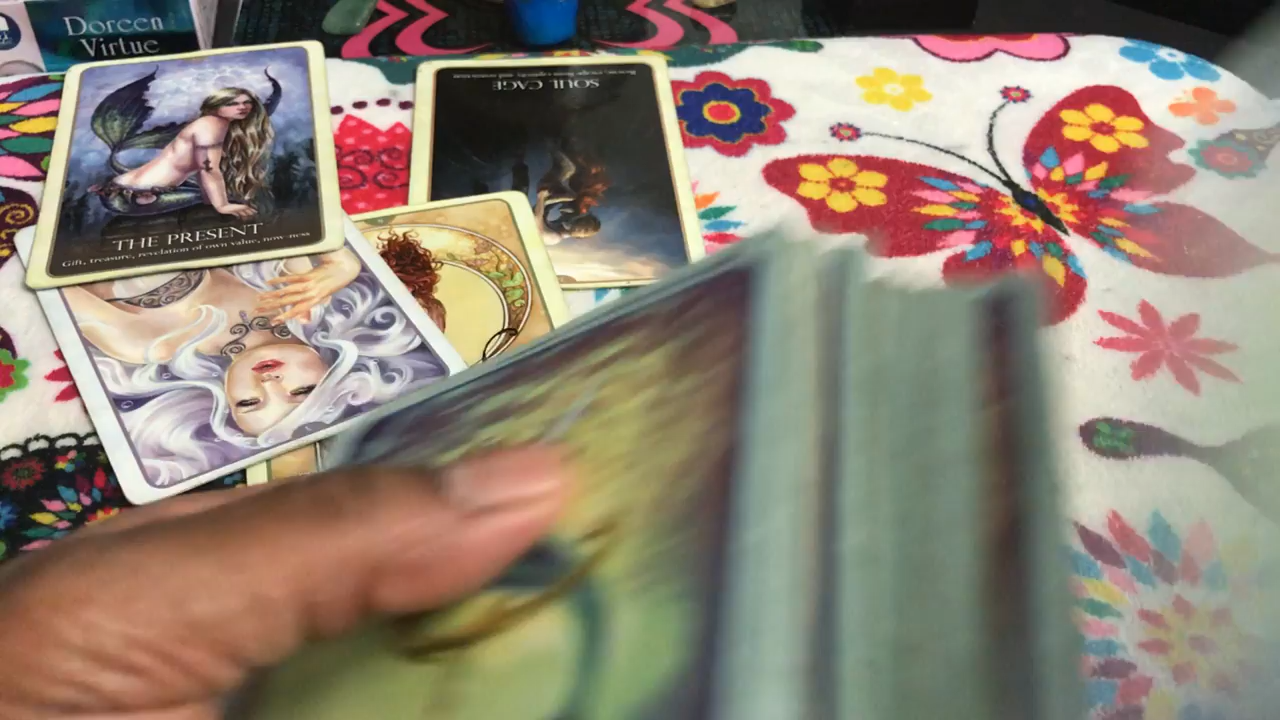 Doreen
Virtue
THE PRESENT
Gift, treasure, revelation of own value, now-ness
SOUL CAGE